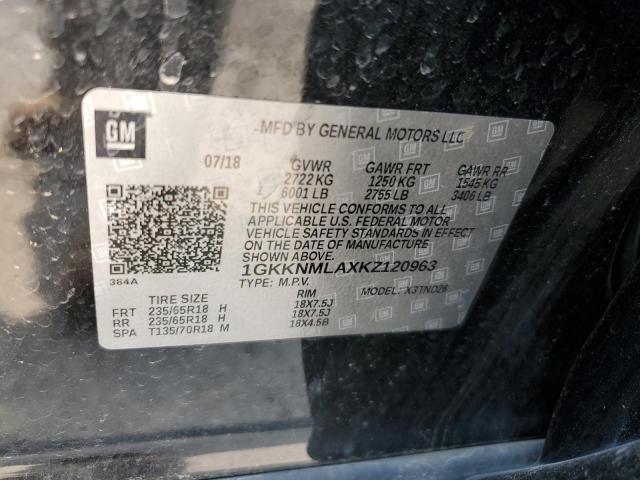 GM
MFD BY GENERAL MOTORS LLC
07/18 GVWR GAWR FRT GAWR RR
2722 KG 1250 KG 1545 KG
6001 LB 2755 LB 3406 LB
THIS VEHICLE CONFORMS TO ALL
APPLICABLE U.S. FEDERAL MOTOR
VEHICLE SAFETY STANDARDS IN EFFECT
ON THE DATE OF MANUFACTURE
SHOWN ABOVE.
384A
1GKKNMLAXKZ120963
TYPE: M.P.V. MODEL: X3TND26
TIRE SIZE RIM
FRT 235/65R18 H 18X7.5J
RR 235/65R18 H 18X7.5J
SPA T135/70R18 M 18X4.5B